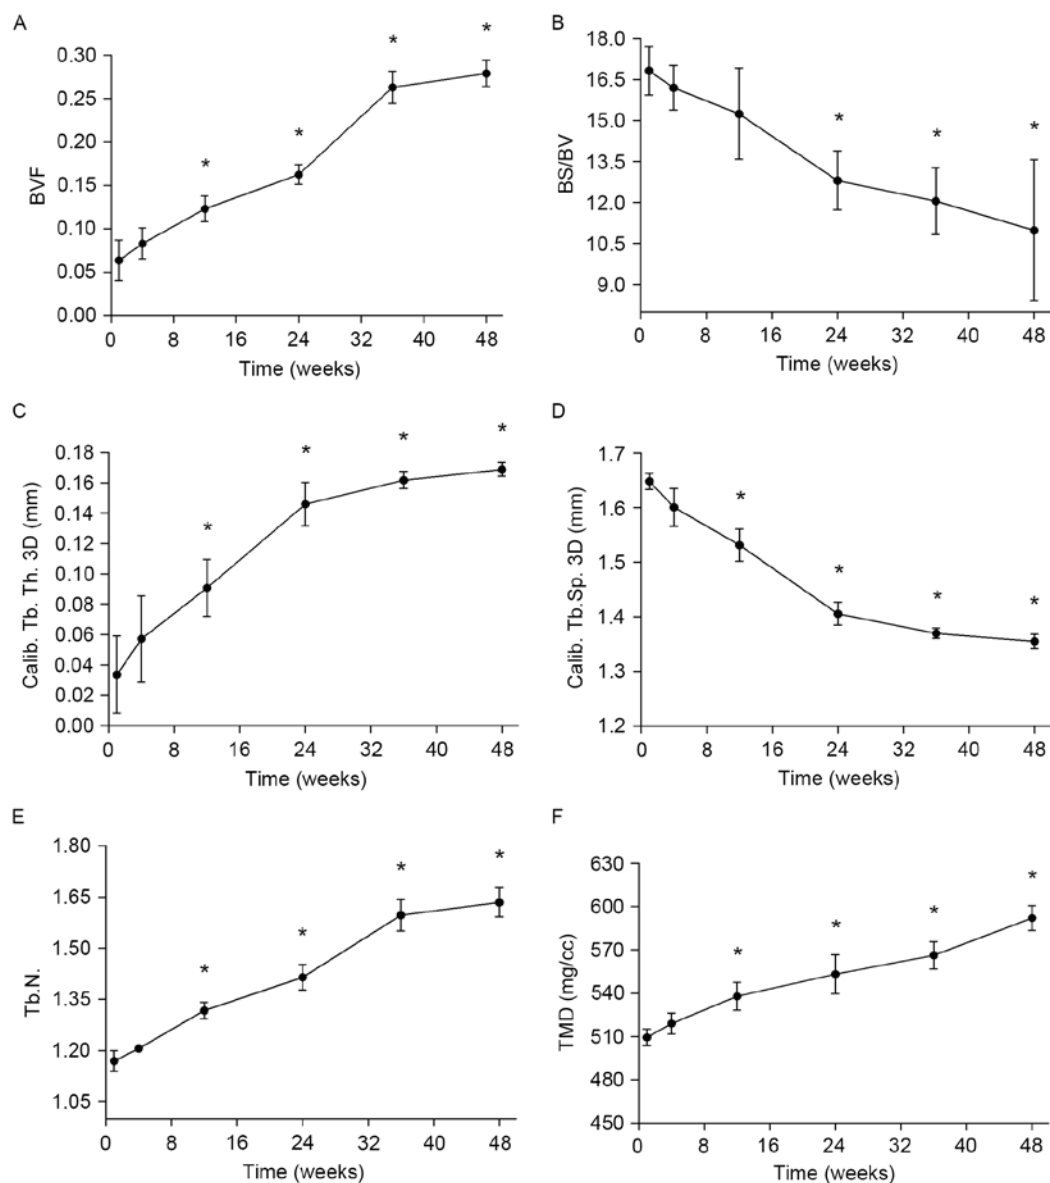 A
*
*
*
*
0.30
0.25
0.20
0.15
0.10
0.05
0.00
BVF
0 8 16 24 32 40 48
Time (weeks)
B
*
*
*
18.0
16.5
15.0
13.5
12.0
10.5
9.0
BS/BV
0 8 16 24 32 40 48
Time (weeks)
C
*
*
*
*
0.18
0.16
0.14
0.12
0.10
0.08
0.06
0.04
0.02
0.00
Calib. Tb. Th. 3D (mm)
0 8 16 24 32 40 48
Time (weeks)
D
*
*
*
*
1.7
1.6
1.5
1.4
1.3
1.2
Calib. Tb.Sp. 3D (mm)
0 8 16 24 32 40 48
Time (weeks)
E
*
*
*
*
1.80
1.65
1.50
1.35
1.20
1.05
Tb.N.
0 8 16 24 32 40 48
Time (weeks)
F
*
*
*
*
630
600
570
540
510
480
450
TMD (mg/cc)
0 8 16 24 32 40 48
Time (weeks)